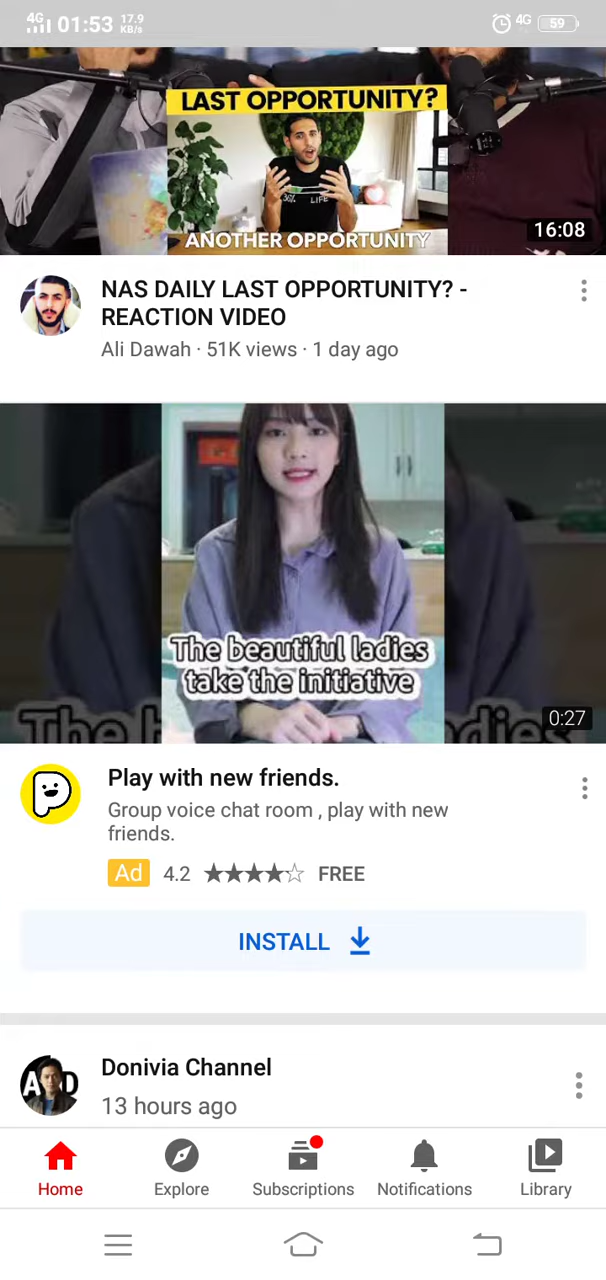 4G 01:53 17.9 KB/s 4G 59
LAST OPPORTUNITY?
LIFE
ANOTHER OPPORTUNITY
16:08
NAS DAILY LAST OPPORTUNITY? -
REACTION VIDEO
Ali Dawah · 51K views · 1 day ago
The beautiful ladies
take the initiative
0:27
Play with new friends.
Group voice chat room , play with new
friends.
Ad 4.2 ★★★★☆ FREE
INSTALL
Donivia Channel
13 hours ago
Home Explore Subscriptions Notifications Library